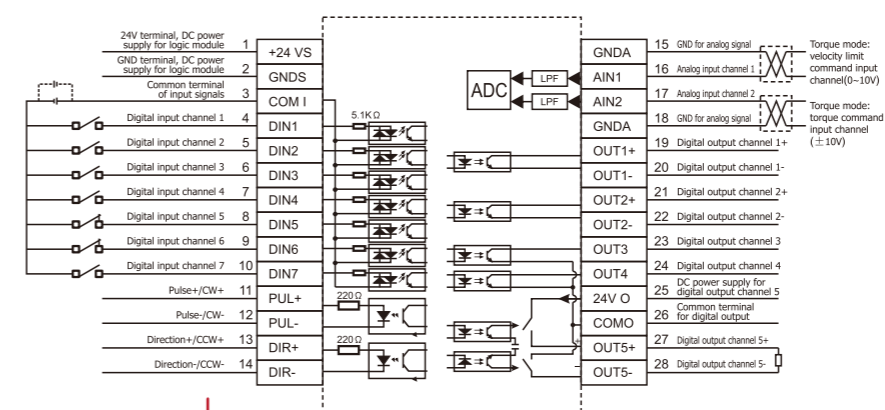 24V terminal, DC power
supply for logic module
1
+24 VS
GND terminal, DC power
supply for logic module
2
GNDS
Common terminal
of input signals
3
COM I
Digital input channel 1
4
DIN1
5.1KΩ
Digital input channel 2
5
DIN2
Digital input channel 3
6
DIN3
Digital input channel 4
7
DIN4
Digital input channel 5
8
DIN5
Digital input channel 6
9
DIN6
Digital input channel 7
10
DIN7
Pulse+/CW+
11
PUL+
220Ω
Pulse-/CW-
12
PUL-
Direction+/CCW+
13
DIR+
220Ω
Direction-/CCW-
14
DIR-
ADC
LPF
LPF
GNDA
15
GND for analog signal
AIN1
16
Analog input channel 1
Torque mode:
velocity limit
command input
channel(0~10V)
AIN2
17
Analog input channel 2
GNDA
18
GND for analog signal
Torque mode:
torque command
input channel
(±10V)
OUT1+
19
Digital output channel 1+
OUT1-
20
Digital output channel 1-
OUT2+
21
Digital output channel 2+
OUT2-
22
Digital output channel 2-
OUT3
23
Digital output channel 3
OUT4
24
Digital output channel 4
24V O
25
DC power supply for
digital output channel 5
COMO
26
Common terminal
for digital output
+
OUT5+
27
Digital output channel 5+
-
OUT5-
28
Digital output channel 5-